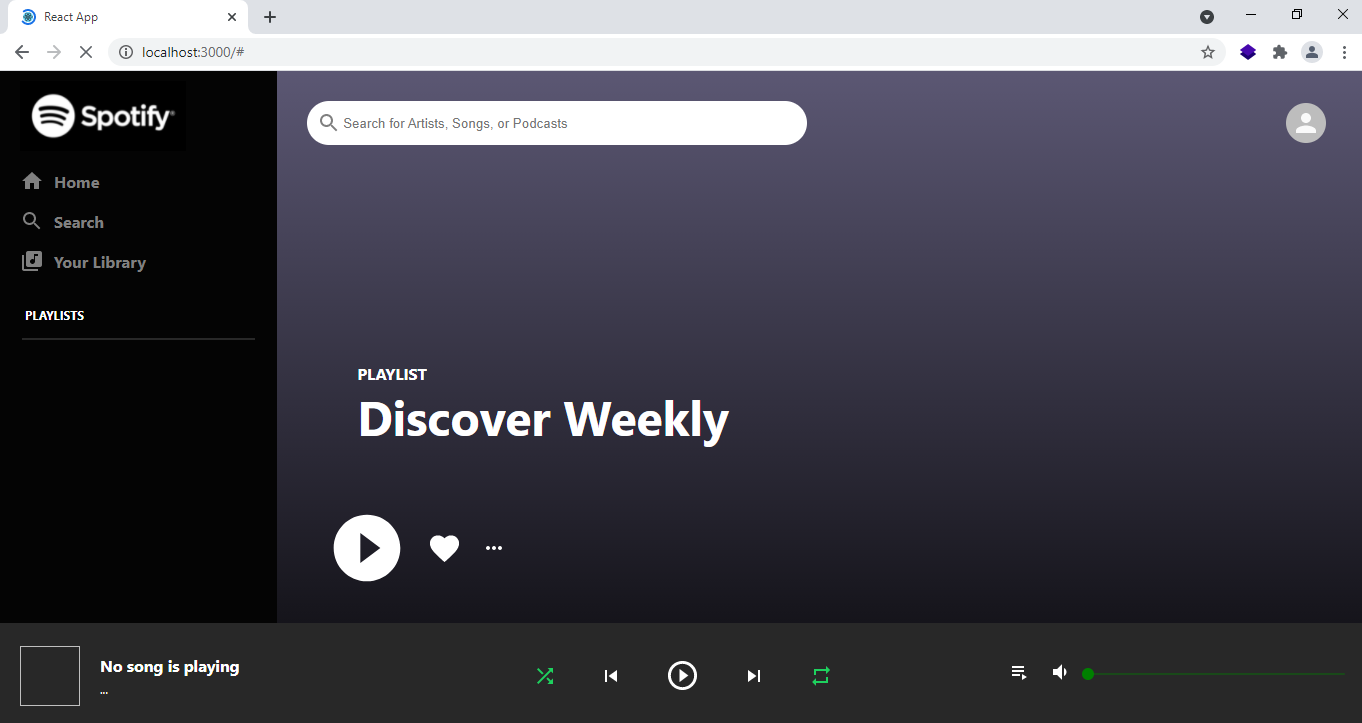 React App
localhost:3000/#
Spotify®
Search for Artists, Songs, or Podcasts
Home
Search
Your Library
PLAYLISTS
PLAYLIST
Discover Weekly
No song is playing
...